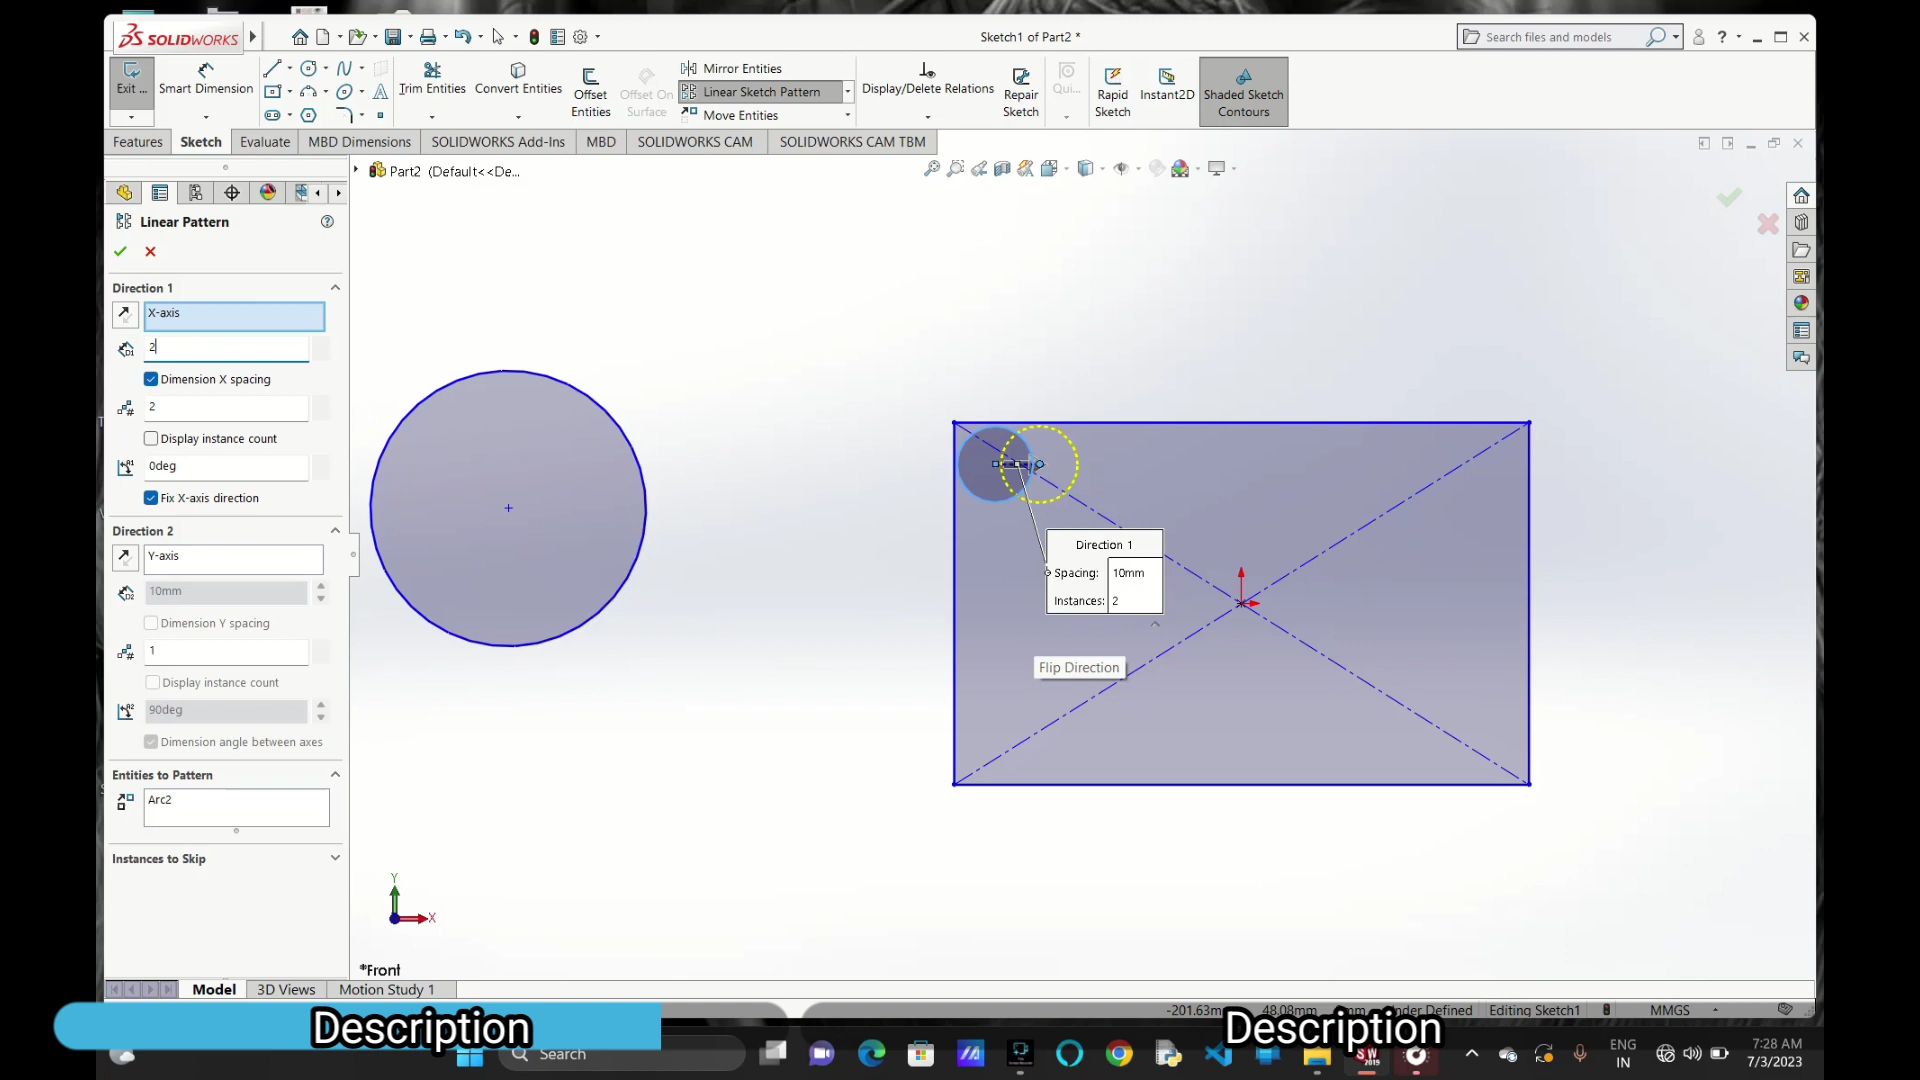 SOLIDWORKS
Sketch1 of Part2 *
Search files and models
Exit ...
Smart Dimension
Trim Entities
Convert Entities
Offset
Entities
Offset On
Surface
Mirror Entities
Linear Sketch Pattern
Move Entities
Display/Delete Relations
Repair
Sketch
Qui...
Rapid
Sketch
Instant2D
Shaded Sketch
Contours
Features
Sketch
Evaluate
MBD Dimensions
SOLIDWORKS Add-Ins
MBD
SOLIDWORKS CAM
SOLIDWORKS CAM TBM
Part2 (Default<<De...
Linear Pattern
Direction 1
X-axis
2
Dimension X spacing
2
Display instance count
0deg
Fix X-axis direction
Direction 2
Y-axis
10mm
Dimension Y spacing
1
Display instance count
90deg
Dimension angle between axes
Entities to Pattern
Arc2
Instances to Skip
Direction 1
Spacing: 10mm
Instances: 2
Flip Direction
Y
X
*Front
Model
3D Views
Motion Study 1
Editing Sketch1
MMGS
Description
Description
Search
ENG
IN
7:28 AM
7/3/2023